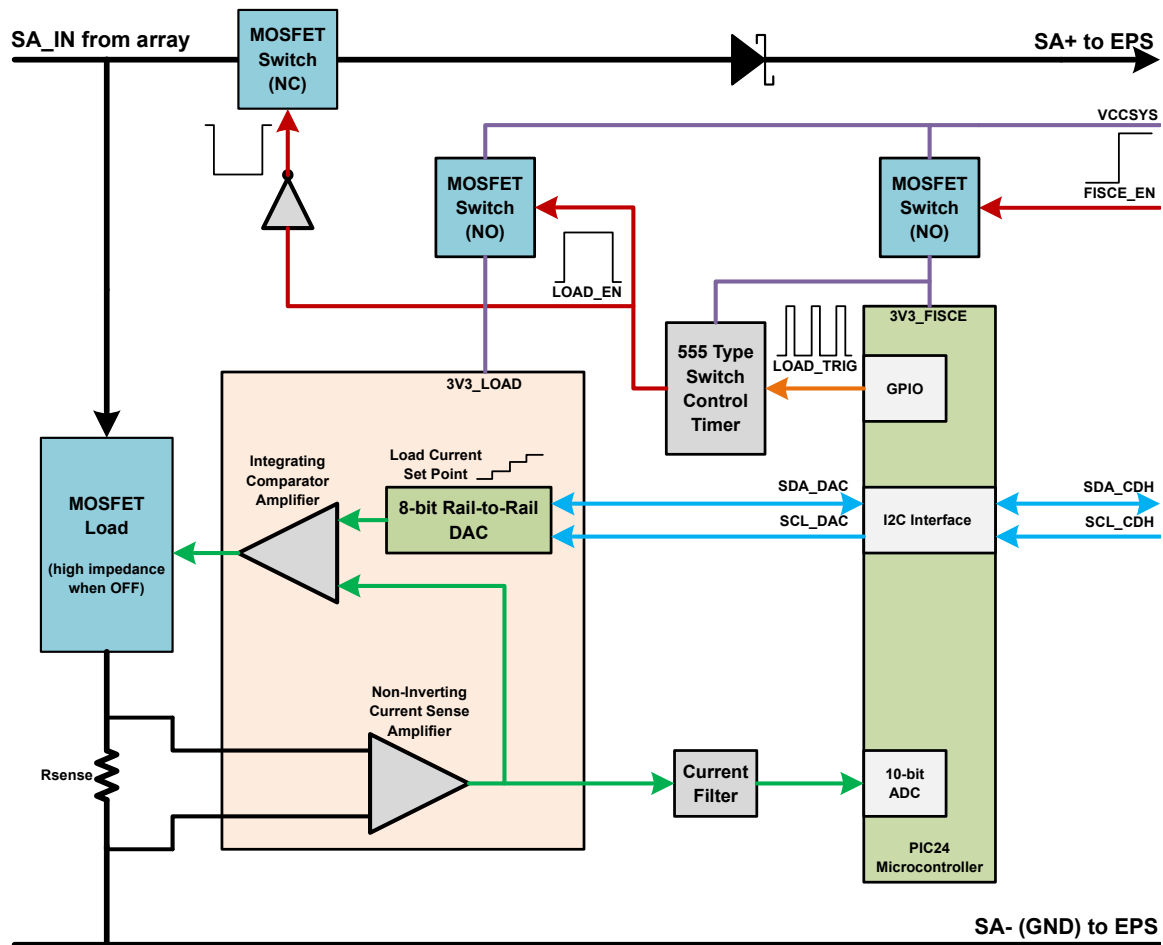 SA_IN from array
MOSFET
Switch
(NC)
SA+ to EPS
VCCSYS
MOSFET
Switch
(NO)
MOSFET
Switch
(NO)
FISCE_EN
LOAD_EN
3V3_FISCE
555 Type
Switch
Control
Timer
LOAD_TRIG
GPIO
3V3_LOAD
MOSFET
Load
(high impedance
when OFF)
Integrating
Comparator
Amplifier
Load Current
Set Point
8-bit Rail-to-Rail
DAC
SDA_DAC
SCL_DAC
I2C Interface
SDA_CDH
SCL_CDH
Non-Inverting
Current Sense
Amplifier
Rsense
Current
Filter
10-bit
ADC
PIC24
Microcontroller
SA- (GND) to EPS